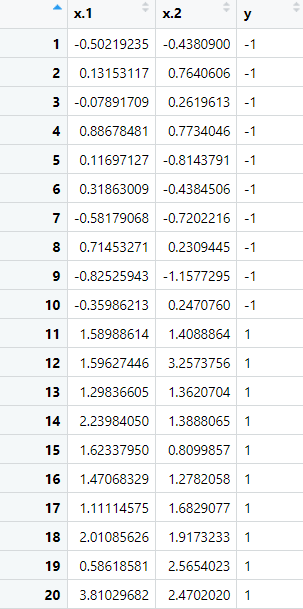 x.1 x.2 y
1 -0.50219235 -0.4380900 -1
2 0.13153117 0.7640606 -1
3 -0.07891709 0.2619613 -1
4 0.88678481 0.7734046 -1
5 0.11697127 -0.8143791 -1
6 0.31863009 -0.4384506 -1
7 -0.58179068 -0.7202216 -1
8 0.71453271 0.2309445 -1
9 -0.82525943 -1.1577295 -1
10 -0.35986213 0.2470760 -1
11 1.58988614 1.4088864 1
12 1.59627446 3.2573756 1
13 1.29836605 1.3620704 1
14 2.23984050 1.3888065 1
15 1.62337950 0.8099857 1
16 1.47068329 1.2782058 1
17 1.11114575 1.6829077 1
18 2.01085626 1.9173233 1
19 0.58618581 2.5654023 1
20 3.81029682 2.4702020 1